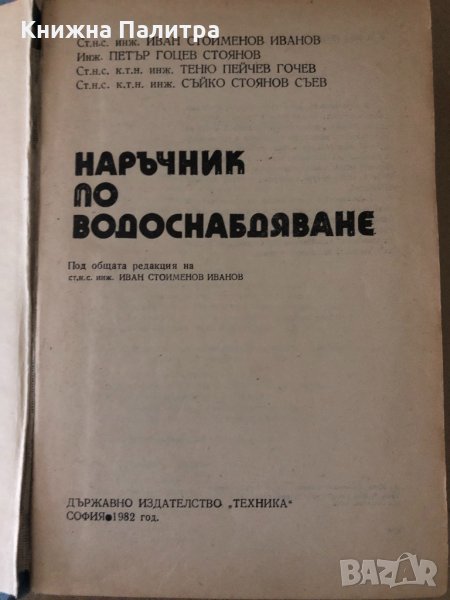 Книжна Палитра
Ст.н.с. инж. ИВАН СТОИМЕНОВ ИВАНОВ
Инж. ПЕТЪР ГОЦЕВ СТОЯНОВ
Ст.н.с. к.т.н. инж. ТЕНЮ ПЕЙЧЕВ ГОЧЕВ
Ст.н.с. к.т.н. инж. СЪЙКО СТОЯНОВ СЪЕВ
НАРЪЧНИК
ПО
ВОДОСНАБДЯВАНЕ
Под общата редакция на
ст.н.с. инж. ИВАН СТОИМЕНОВ ИВАНОВ
ДЪРЖАВНО ИЗДАТЕЛСТВО „ТЕХНИКА“
СОФИЯ●1982 год.
bazar.bg